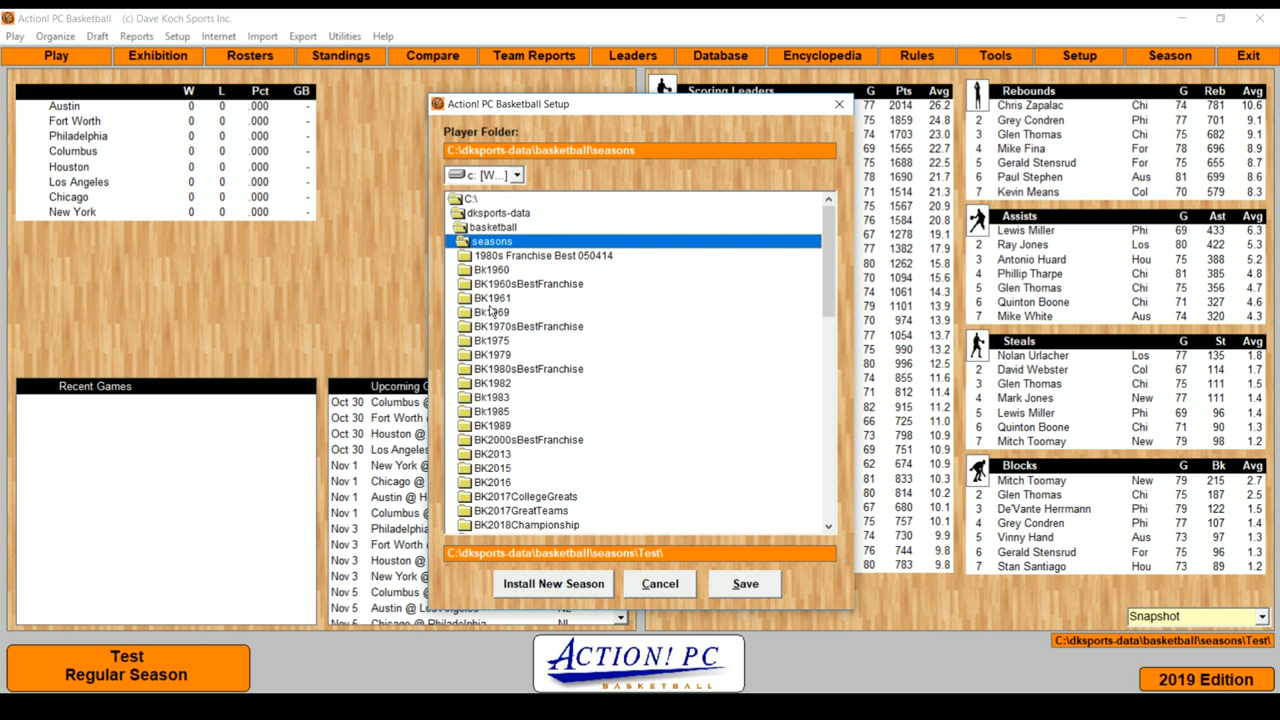 Action! PC Basketball (c) Dave Koch Sports Inc.
Play Organize Draft Reports Setup Internet Import Export Utilities Help
Play Exhibition Rosters Standings Compare Team Reports Leaders Database Encyclopedia Rules Tools Setup Season Exit
W L Pct GB
Austin 0 0 .000 -
Fort Worth 0 0 .000 -
Philadelphia 0 0 .000 -
Columbus 0 0 .000 -
Houston 0 0 .000 -
Los Angeles 0 0 .000 -
Chicago 0 0 .000 -
New York 0 0 .000 -
Recent Games
Upcoming G
Oct 30 Columbus @
Oct 30 Fort Worth @
Oct 30 Houston @
Oct 30 Los Angeles
Nov 1 New York @
Nov 1 Chicago @
Nov 1 Austin @ H
Nov 3 Philadelphia
Nov 3 Fort Worth
Nov 3 Houston @
Nov 3 New York @
Nov 5 Columbus @
Nov 5 Austin @ Los Angeles
Nov 5 Chicago @ Philadelphia
Action! PC Basketball Setup
Player Folder:
C:\dksports-data\basketball\seasons
c: [W...]
C:\
dksports-data
basketball
seasons
1980s Franchise Best 050414
Bk1960
BK1960sBestFranchise
BK1961
Bk1969
BK1970sBestFranchise
Bk1975
BK1979
BK1980sBestFranchise
BK1982
Bk1983
Bk1985
BK1989
BK2000sBestFranchise
BK2013
BK2015
BK2016
BK2017CollegeGreats
BK2017GreatTeams
BK2018Championship
C:\dksports-data\basketball\seasons\Test\
Install New Season Cancel Save
Scoring Leaders G Pts Avg
77 2014 26.2
75 1859 24.8
74 1703 23.0
69 1565 22.7
75 1688 22.5
78 1690 21.7
71 1514 21.3
75 1567 20.9
76 1584 20.8
67 1278 19.1
77 1382 17.9
80 1262 15.8
70 1094 15.6
74 1061 14.3
79 1101 13.9
70 974 13.9
77 1054 13.7
75 990 13.2
80 996 12.5
74 855 11.6
71 812 11.4
82 915 11.2
66 725 11.0
73 798 10.9
69 751 10.9
62 674 10.9
81 833 10.3
80 814 10.2
67 680 10.1
75 757 10.1
74 730 9.9
76 744 9.8
80 783 9.8
Rebounds G Reb Avg
Chris Zapalac Chi 74 781 10.6
2 Grey Condren Phi 77 701 9.1
3 Glen Thomas Chi 75 682 9.1
4 Mike Fina For 78 696 8.9
5 Gerald Stensrud For 75 655 8.7
6 Paul Stephen Aus 81 699 8.6
7 Kevin Means Col 70 579 8.3
Assists G Ast Avg
Lewis Miller Phi 69 433 6.3
2 Ray Jones Los 80 422 5.3
3 Antonio Huard Hou 75 388 5.2
4 Phillip Tharpe Chi 81 385 4.8
5 Glen Thomas Chi 75 356 4.7
6 Quinton Boone Chi 71 327 4.6
7 Mike White Aus 74 320 4.3
Steals G St Avg
Nolan Urlacher Los 77 135 1.8
2 David Webster Col 67 114 1.7
3 Glen Thomas Chi 75 111 1.5
4 Mark Jones New 77 111 1.4
5 Lewis Miller Phi 69 96 1.4
6 Quinton Boone Chi 71 90 1.3
7 Mitch Toomay New 79 98 1.2
Blocks G Bk Avg
Mitch Toomay New 79 215 2.7
2 Glen Thomas Chi 75 187 2.5
3 De'Vante Herrmann Phi 75 122 1.6
4 Grey Condren Phi 77 107 1.4
5 Vinny Hand Aus 73 97 1.3
6 Gerald Stensrud For 75 96 1.3
7 Stan Santiago Hou 73 89 1.2
Snapshot
C:\dksports-data\basketball\seasons\Test\
Test
Regular Season
ACTION! PC
BASKETBALL
2019 Edition